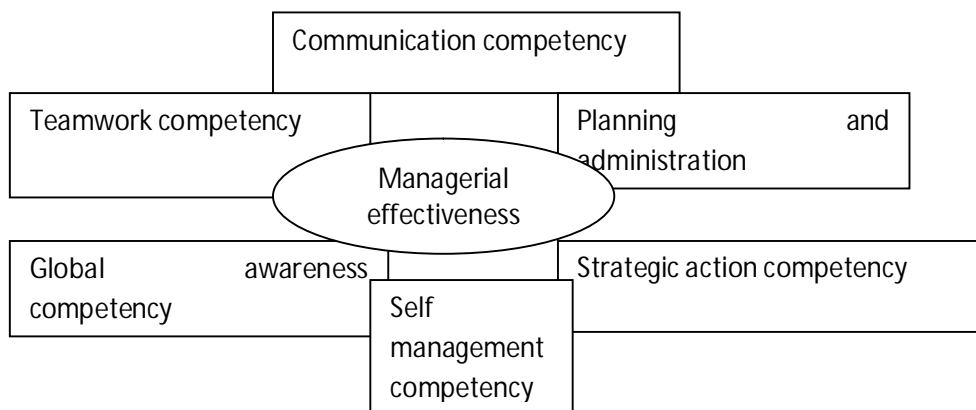 Communication competency
Teamwork competency
Planning and
administration
Managerial
effectiveness
Global awareness
competency
Strategic action competency
Self
management
competency